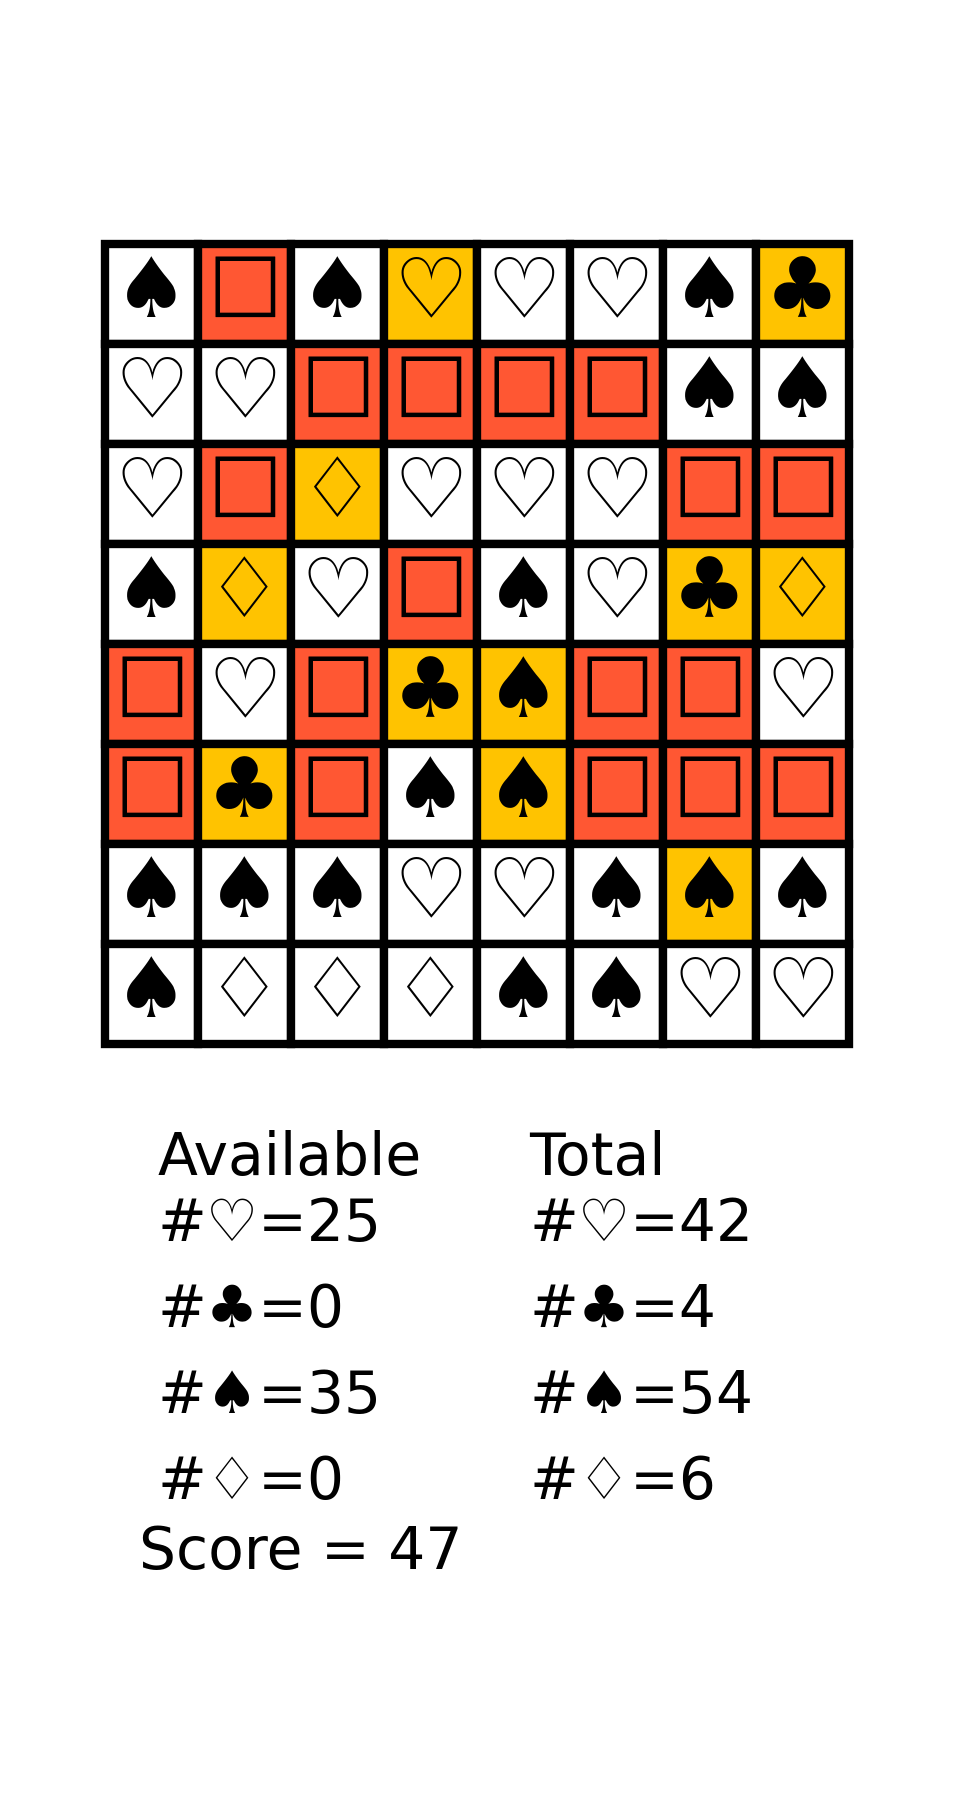 ♠ □ ♠ ♡ ♡ ♡ ♠ ♣
♡ ♡ □ □ □ □ ♠ ♠
♡ □ ♢ ♡ ♡ ♡ □ □
♠ ♢ ♡ □ ♠ ♡ ♣ ♢
□ ♡ □ ♣ ♠ □ □ ♡
□ ♣ □ ♠ ♠ □ □ □
♠ ♠ ♠ ♡ ♡ ♠ ♠ ♠
♠ ♢ ♢ ♢ ♠ ♠ ♡ ♡
Available
#♡=25
#♣=0
#♠=35
#♢=0
Total
#♡=42
#♣=4
#♠=54
#♢=6
Score = 47